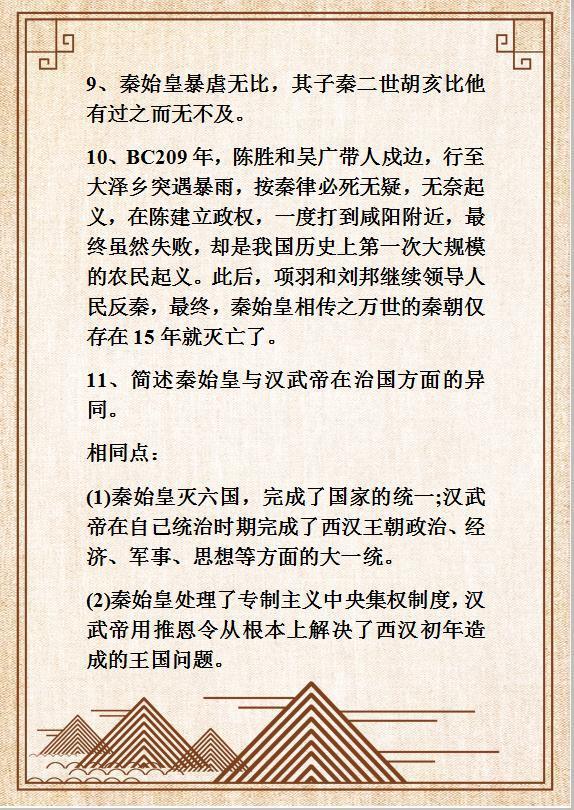 9、秦始皇暴虐无比，其子秦二世胡亥比他
有过之而无不及。
10、BC209 年，陈胜和吴广带人戍边，行至
大泽乡突遇暴雨，按秦律必死无疑，无奈起
义，在陈建立政权，一度打到咸阳附近，最
终虽然失败，却是我国历史上第一次大规模
的农民起义。此后，项羽和刘邦继续领导人
民反秦，最终，秦始皇相传之万世的秦朝仅
存在 15 年就灭亡了。
11、简述秦始皇与汉武帝在治国方面的异
同。
相同点：
(1)秦始皇灭六国，完成了国家的统一;汉武
帝在自己统治时期完成了西汉王朝政治、经
济、军事、思想等方面的大一统。
(2)秦始皇处理了专制主义中央集权制度，汉
武帝用推恩令从根本上解决了西汉初年造
成的王国问题。